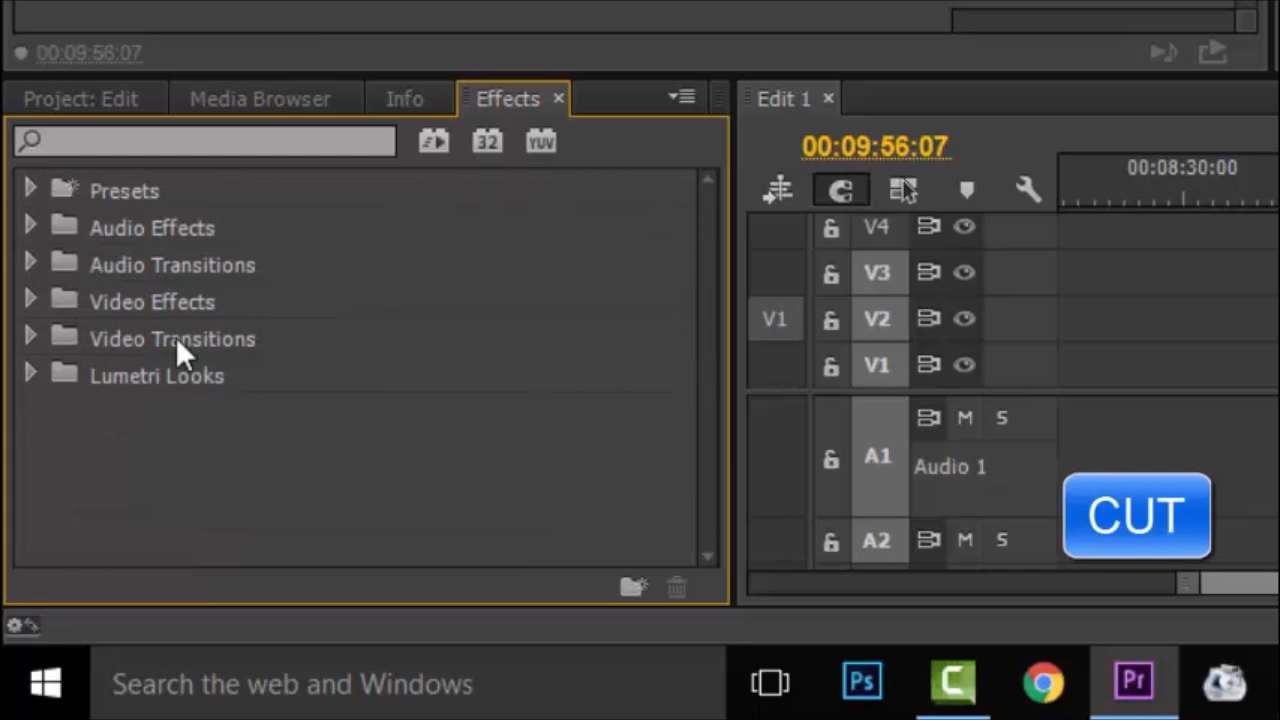 00:09:56:07
Project: Edit
Media Browser
Info
Effects ×
Edit 1 ×
32
YUV
00:09:56:07
00:08:30:00
Presets
Audio Effects
Audio Transitions
Video Effects
Video Transitions
Lumetri Looks
V4
V3
V1 V2
V1
M S
A1
Audio 1
CUT
A2 M S
Search the web and Windows
Ps
C
Pr